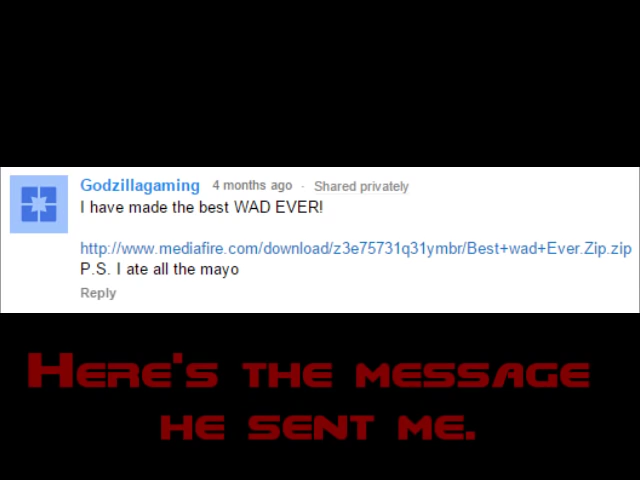 Godzillagaming 4 months ago · Shared privately
I have made the best WAD EVER!
http://www.mediafire.com/download/z3e75731q31ymbr/Best+wad+Ever.Zip.zip
P.S. I ate all the mayo
Reply
Here's the message
he sent me.